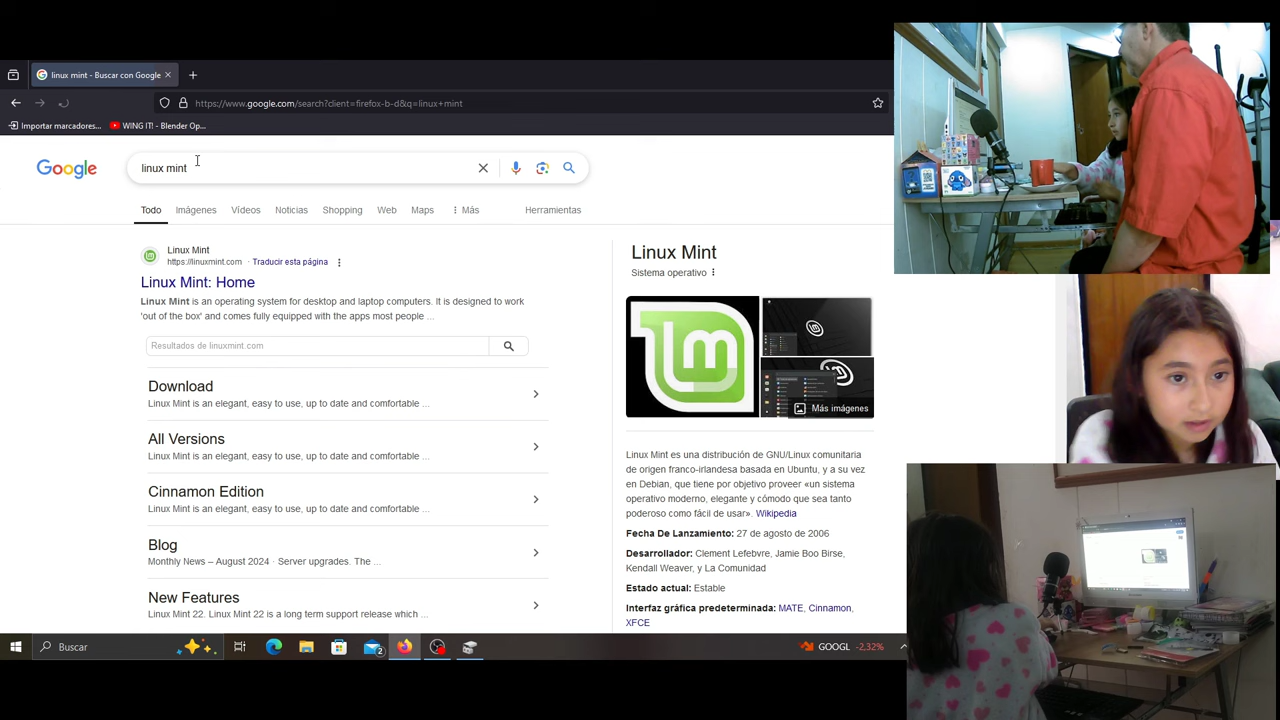 linux mint - Buscar con Google
https://www.google.com/search?client=firefox-b-d&q=linux+mint
Importar marcadores...
WING IT! - Blender Op...
Google
linux mint
Todo
Imágenes
Vídeos
Noticias
Shopping
Web
Maps
Más
Herramientas
Linux Mint
https://linuxmint.com · Traducir esta página
Linux Mint: Home
Linux Mint is an operating system for desktop and laptop computers. It is designed to work
'out of the box' and comes fully equipped with the apps most people ...
Resultados de linuxmint.com
Download
Linux Mint is an elegant, easy to use, up to date and comfortable ...
All Versions
Linux Mint is an elegant, easy to use, up to date and comfortable ...
Cinnamon Edition
Linux Mint is an elegant, easy to use, up to date and comfortable ...
Blog
Monthly News – August 2024 · Server upgrades. The ...
New Features
Linux Mint 22. Linux Mint 22 is a long term support release which ...
Linux Mint
Sistema operativo
Más imágenes
Linux Mint es una distribución de GNU/Linux comunitaria
de origen franco-irlandesa basada en Ubuntu, y a su vez
en Debian, que tiene por objetivo proveer «un sistema
operativo moderno, elegante y cómodo que sea tanto
poderoso como fácil de usar». Wikipedia
Fecha De Lanzamiento: 27 de agosto de 2006
Desarrollador: Clement Lefebvre, Jamie Boo Birse,
Kendall Weaver, y La Comunidad
Estado actual: Estable
Interfaz gráfica predeterminada: MATE, Cinnamon,
XFCE
Buscar
2
GOOGL -2,32%